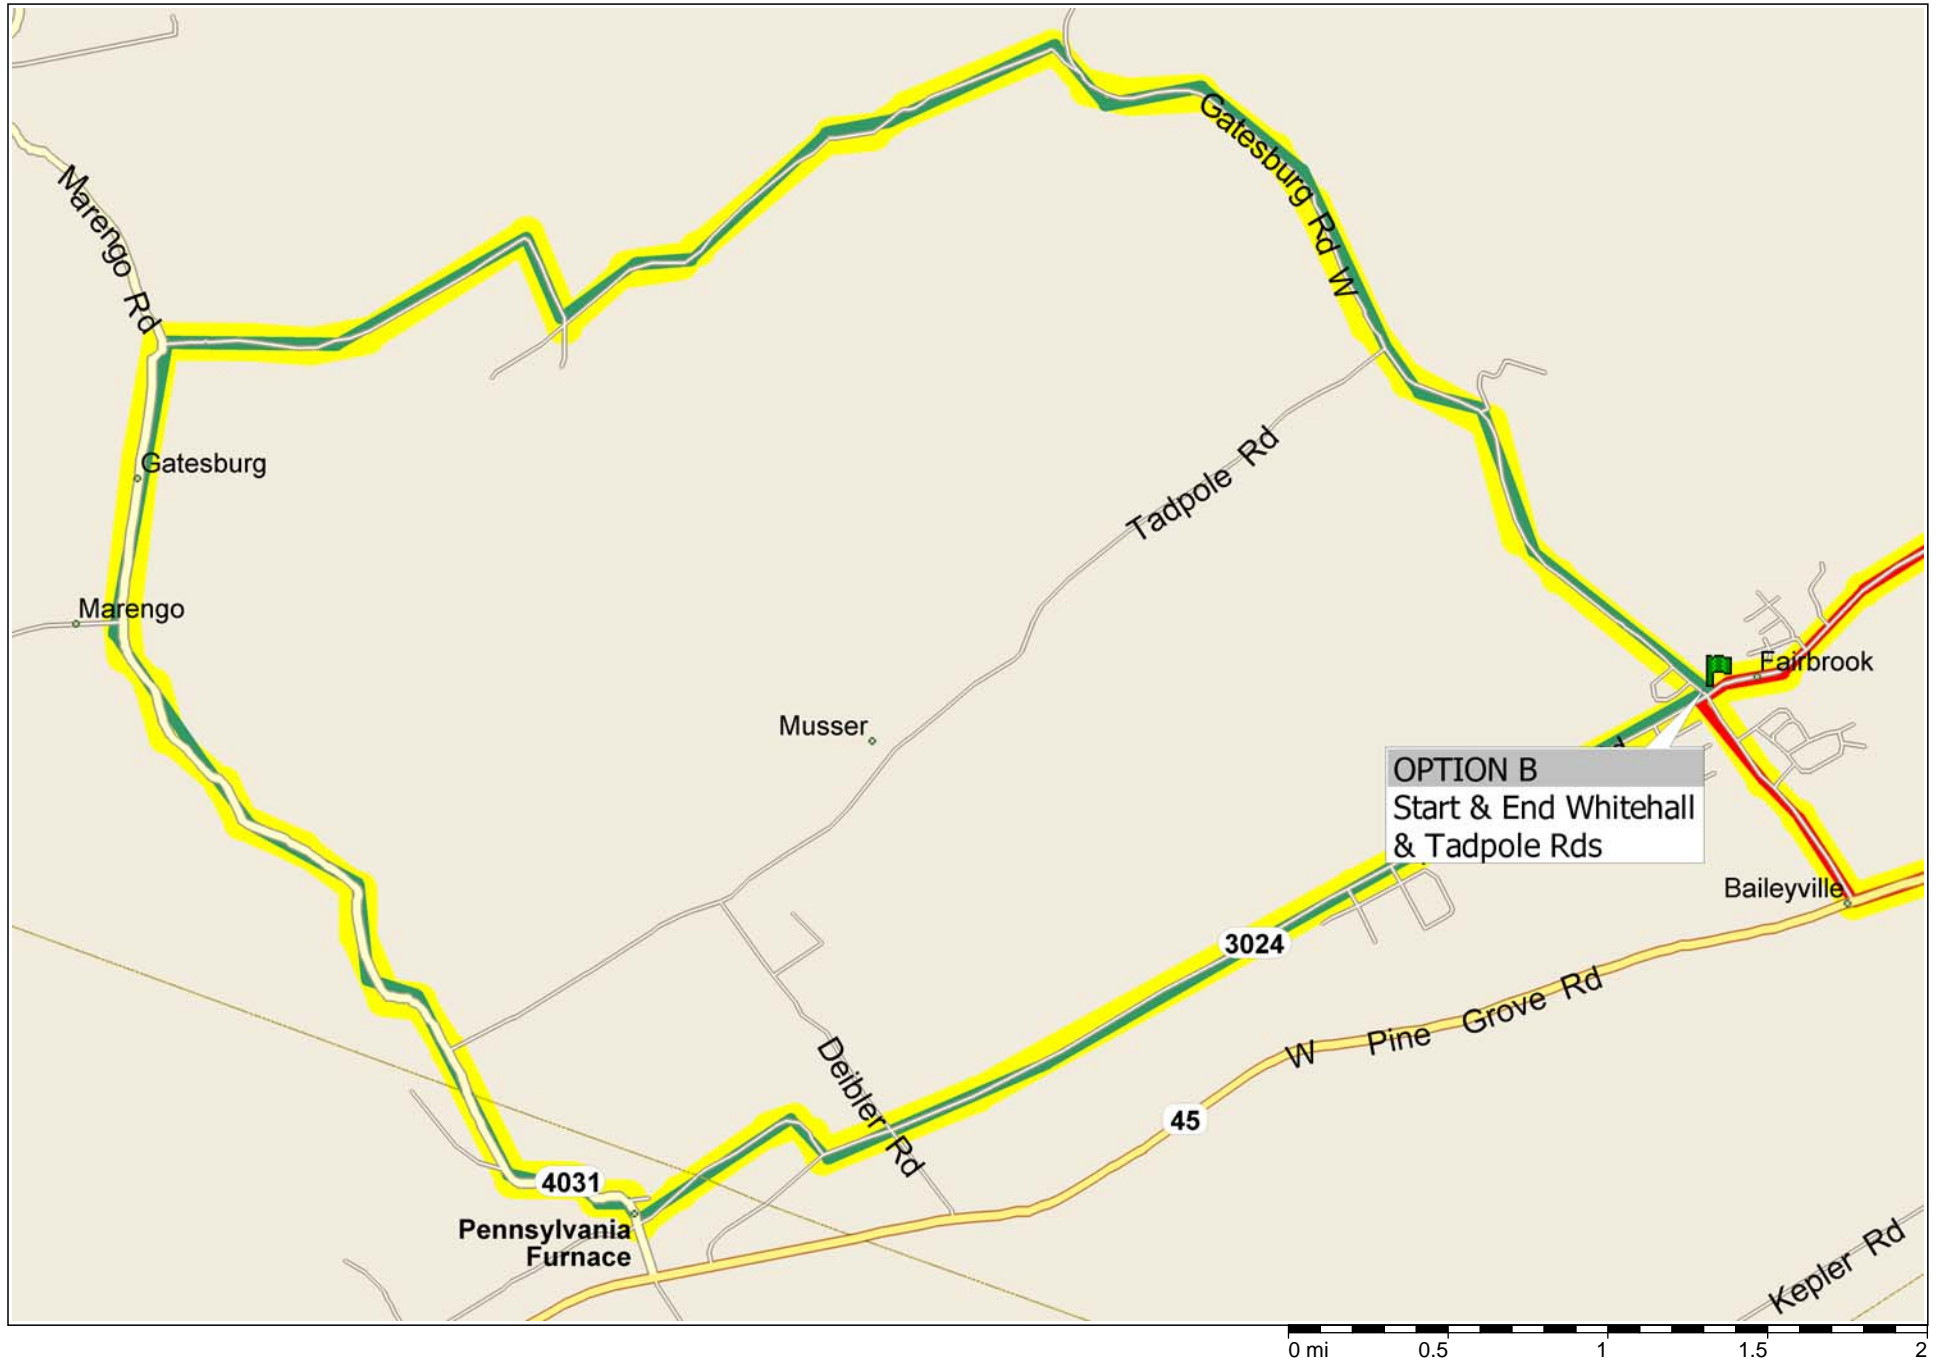 Gatesburg Rd W
Marengo Rd
Gatesburg
Tadpole Rd
Marengo
Fairbrook
Musser
OPTION B
Start & End Whitehall
& Tadpole Rds
Baileyville
3024
W Pine Grove Rd
Deibler Rd
45
4031
Pennsylvania
Furnace
Kepler Rd
0 mi 0.5 1 1.5 2